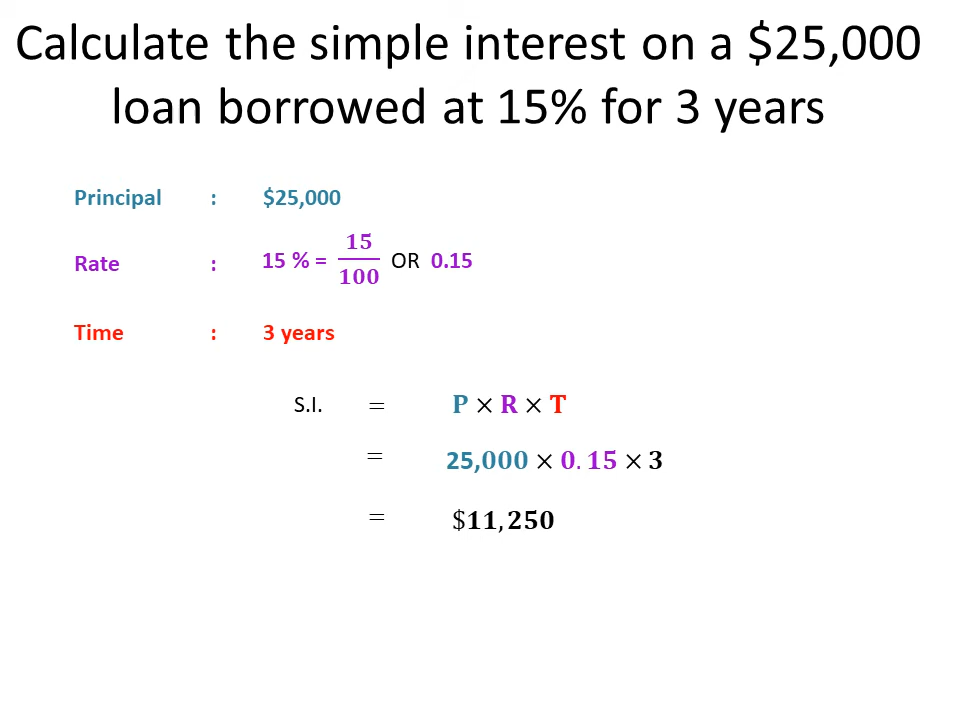 Calculate the simple interest on a $25,000
loan borrowed at 15% for 3 years
Principal : $25,000
Rate : 15 % = 15/100 OR 0.15
Time : 3 years
S.I. = P × R × T
= 25,000 × 0.15 × 3
= $11,250